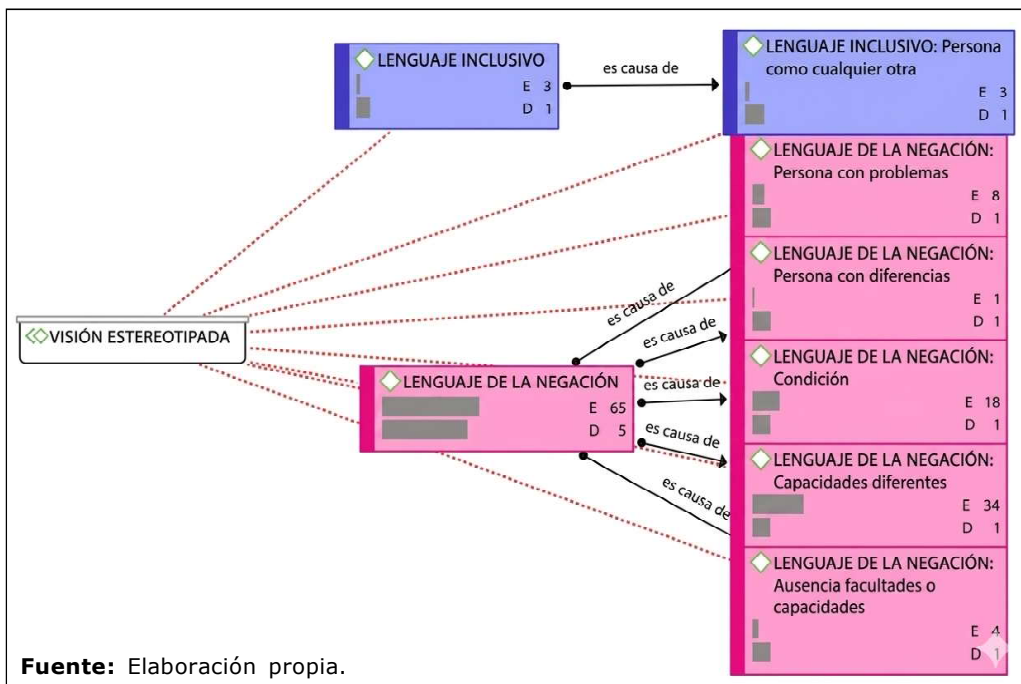 LENGUAJE INCLUSIVO
E 3
D 1
es causa de
LENGUAJE INCLUSIVO: Persona
como cualquier otra
E 3
D 1
LENGUAJE DE LA NEGACIÓN:
Persona con problemas
E 8
D 1
LENGUAJE DE LA NEGACIÓN:
Persona con diferencias
E 1
D 1
VISIÓN ESTEREOTIPADA
LENGUAJE DE LA NEGACIÓN
E 65
D 5
es causa de
es causa de
es causa de
es causa de
es causa de
LENGUAJE DE LA NEGACIÓN:
Condición
E 18
D 1
LENGUAJE DE LA NEGACIÓN:
Capacidades diferentes
E 34
D 1
LENGUAJE DE LA NEGACIÓN:
Ausencia facultades o
capacidades
E 4
D 1
Fuente: Elaboración propia.